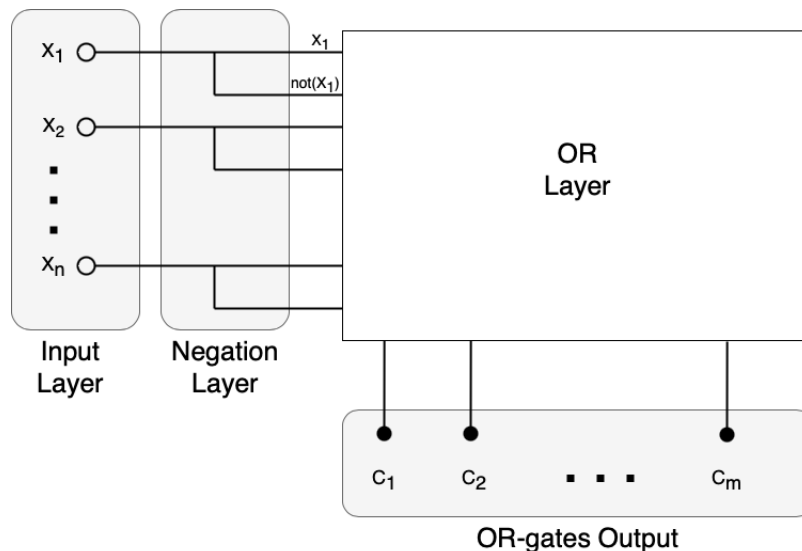 X1
X1
not(X1)
X2
OR
Layer
Xn
Input
Layer
Negation
Layer
C1
C2
Cm
OR-gates Output